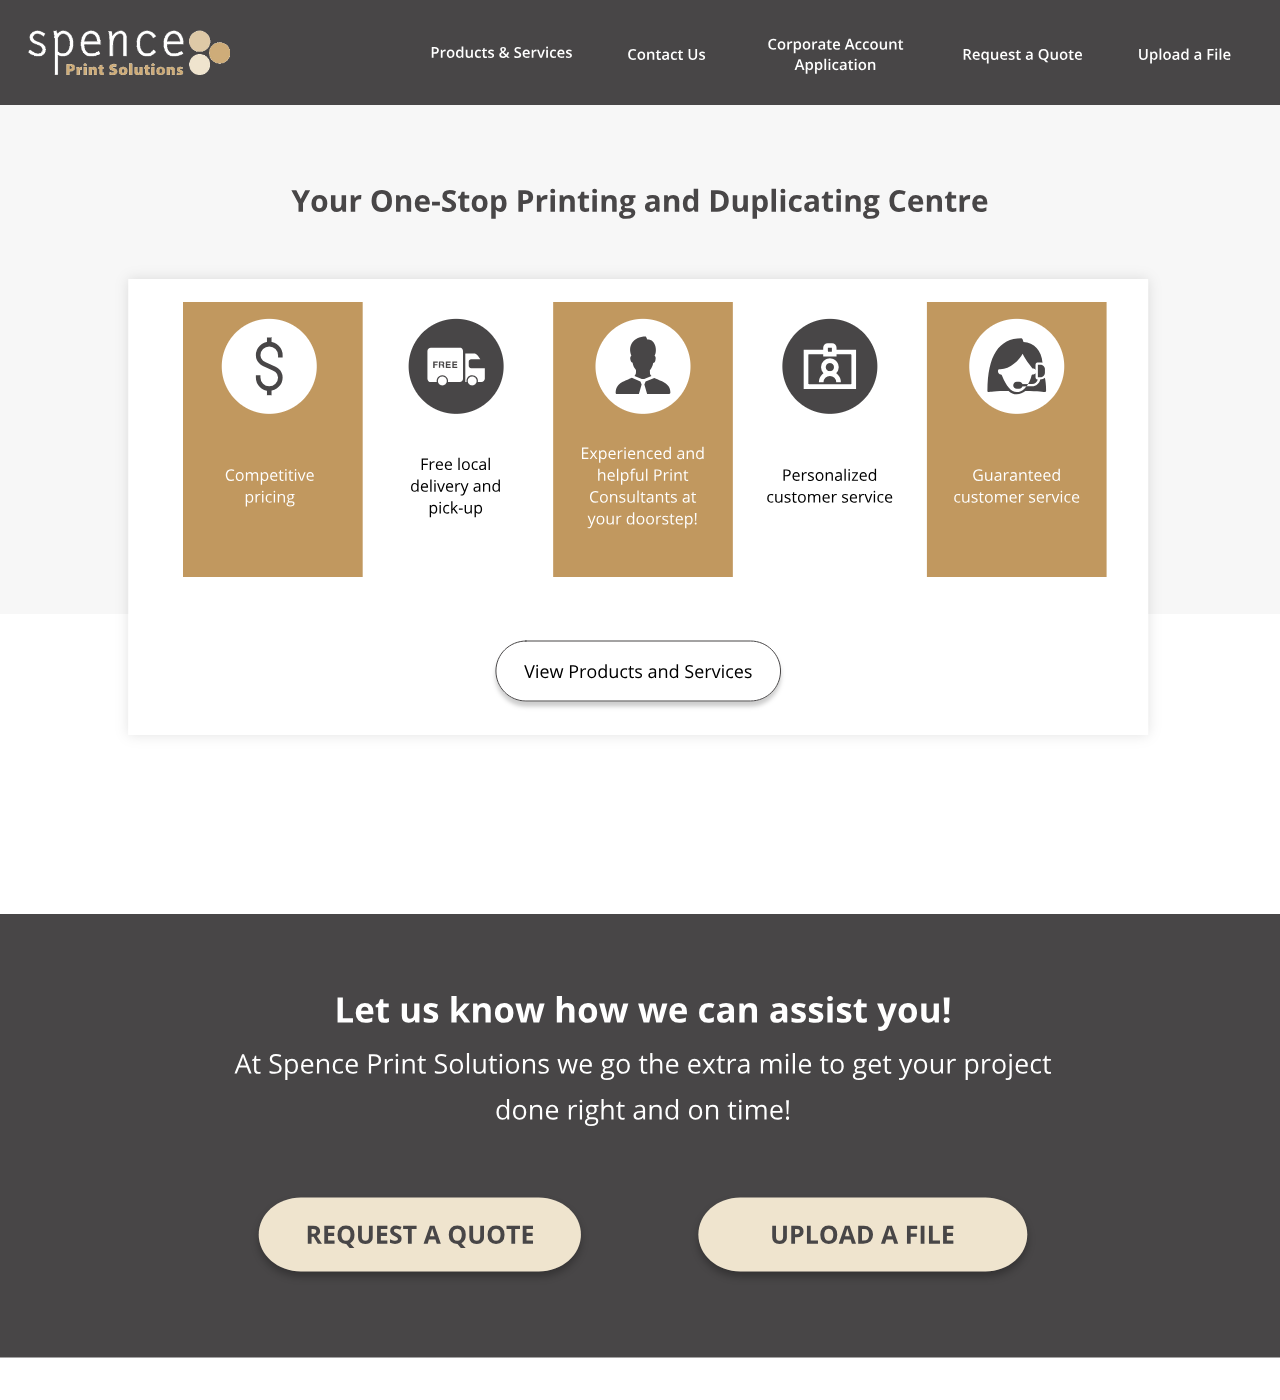 spence
Print Solutions
Products & Services
Contact Us
Corporate Account
Application
Request a Quote
Upload a File
Your One-Stop Printing and Duplicating Centre
Competitive
pricing
FREE
Free local
delivery and
pick-up
Experienced and
helpful Print
Consultants at
your doorstep!
Personalized
customer service
Guaranteed
customer service
View Products and Services
Let us know how we can assist you!
At Spence Print Solutions we go the extra mile to get your project
done right and on time!
REQUEST A QUOTE
UPLOAD A FILE